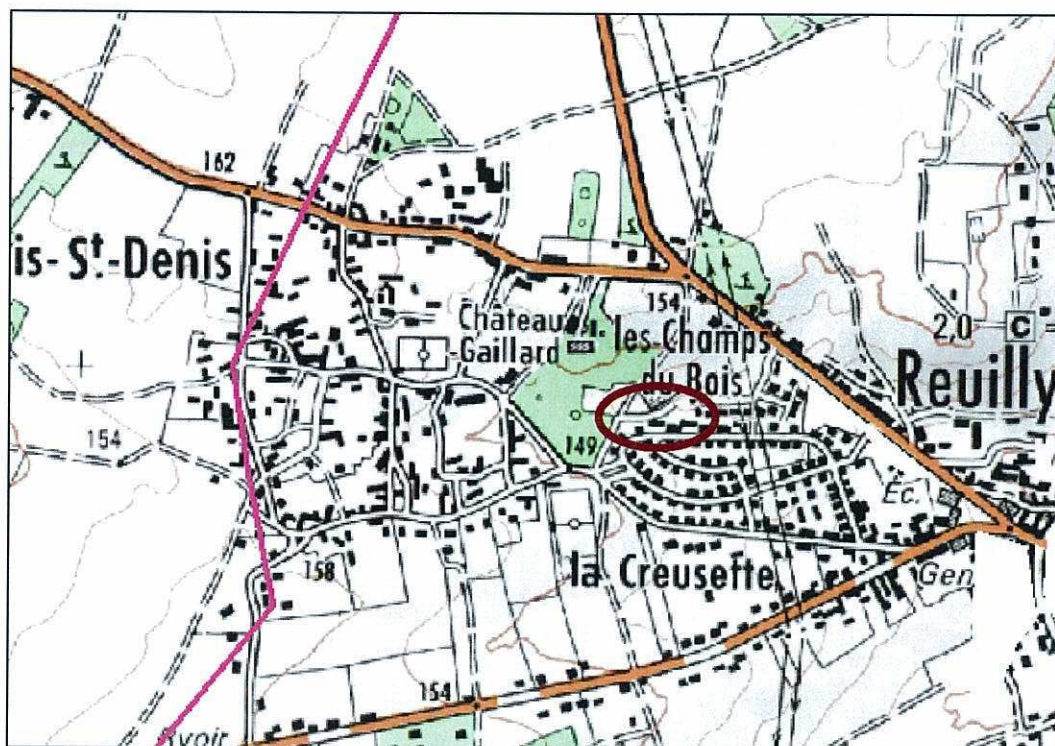 162
is-St.-Denis
Château
-Gaillard
154
les Champs
du Bois
2,0
C
Reuilly
154
149
Éc.
158
la Creusette
Gen
154